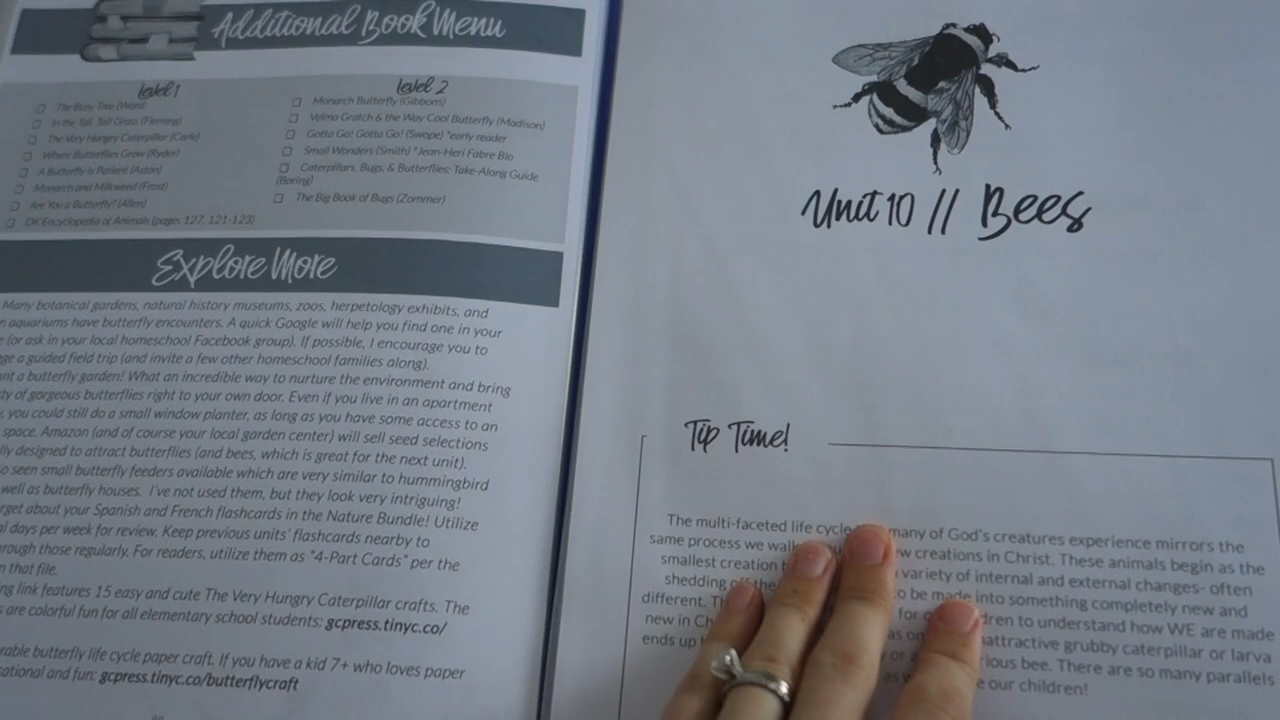 Additional Book Menu
Level 1
The Busy Tree (Ward)
In the Tall, Tall Grass (Fleming)
The Very Hungry Caterpillar (Carle)
Where Butterflies Grow (Ryder)
A Butterfly is Patient (Aston)
Monarch and Milkweed (Frost)
Are You a Butterfly? (Allen)
DK Encyclopedia of Animals (pages 127, 121-123)
Level 2
Monarch Butterfly (Gibbons)
Velma Gratch & the Way Cool Butterfly (Madison)
Gotta Go! Gotta Go! (Swope) *early reader
Small Wonders (Smith) *Jean-Heri Fabre Bio
Caterpillars, Bugs, & Butterflies: Take-Along Guide
(Boring)
The Big Book of Bugs (Zommer)
Explore More
Many botanical gardens, natural history museums, zoos, herpetology exhibits, and
aquariums have butterfly encounters. A quick Google will help you find one in your
(or ask in your local homeschool Facebook group). If possible, I encourage you to
a guided field trip (and invite a few other homeschool families along).
a butterfly garden! What an incredible way to nurture the environment and bring
of gorgeous butterflies right to your own door. Even if you live in an apartment
you could still do a small window planter, as long as you have some access to an
space. Amazon (and of course your local garden center) will sell seed selections
designed to attract butterflies (and bees, which is great for the next unit).
seen small butterfly feeders available which are very similar to hummingbird
well as butterfly houses. I've not used them, but they look very intriguing!
about your Spanish and French flashcards in the Nature Bundle! Utilize
days per week for review. Keep previous units' flashcards nearby to
through those regularly. For readers, utilize them as "4-Part Cards" per the
that file.
link features 15 easy and cute The Very Hungry Caterpillar crafts. The
are colorful fun for all elementary school students: gcpress.tinyc.co/
butterfly life cycle paper craft. If you have a kid 7+ who loves paper
and fun: gcpress.tinyc.co/butterflycraft
Unit 10 // Bees
Tip Time!
The multi-faceted life cycle many of God's creatures experience mirrors the
same process we creations in Christ. These animals begin as the
smallest creation variety of internal and external changes- often
shedding be made into something completely new and
different. for to understand how WE are made
new in attractive grubby caterpillar or larva
ends up bee. There are so many parallels
our children!